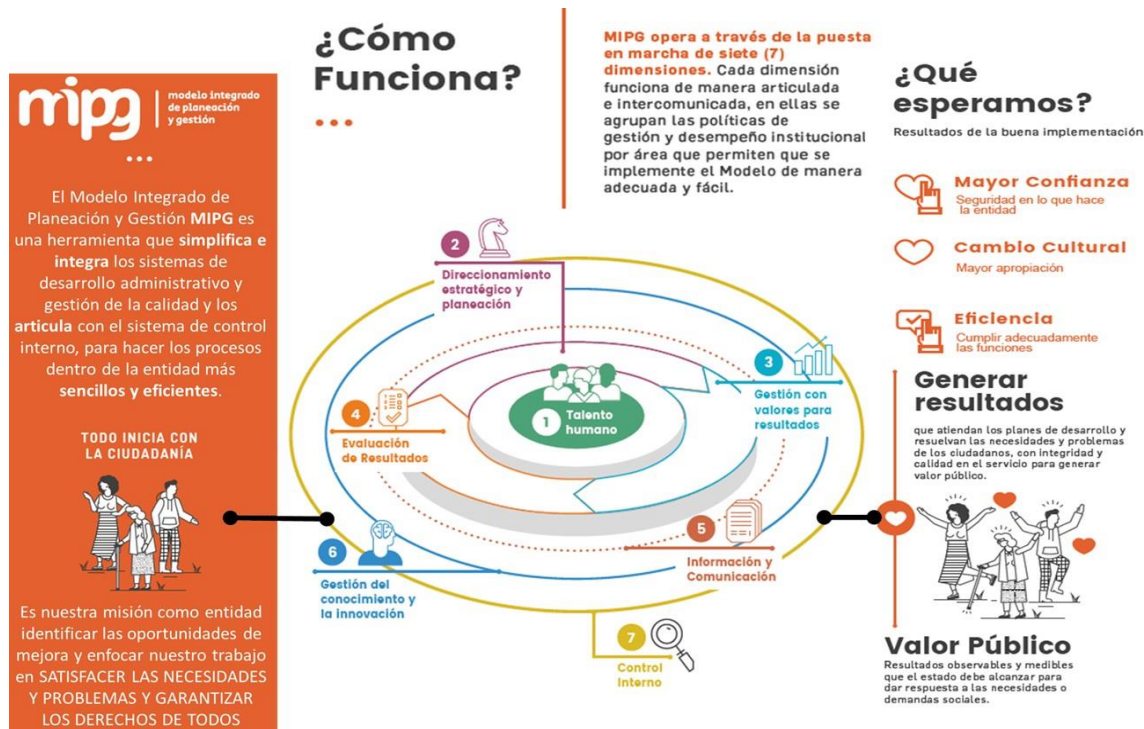 mipg
modelo integrado
de planeación
y gestión
El Modelo Integrado de
Planeación y Gestión MIPG es
una herramienta que simplifica e
integra los sistemas de
desarrollo administrativo y
gestión de la calidad y los
articula con el sistema de control
interno, para hacer los procesos
dentro de la entidad más
sencillos y eficientes.
TODO INICIA CON
LA CIUDADANÍA
Es nuestra misión como entidad
identificar las oportunidades de
mejora y enfocar nuestro trabajo
en SATISFACER LAS NECESIDADES
Y PROBLEMAS Y GARANTIZAR
LOS DERECHOS DE TODOS
¿Cómo
Funciona?
MIPG opera a través de la puesta
en marcha de siete (7)
dimensiones. Cada dimensión
funciona de manera articulada
e intercomunicada, en ellas se
agrupan las políticas de
gestión y desempeño institucional
por área que permiten que se
implemente el Modelo de manera
adecuada y fácil.
2
Direccionamiento
estratégico y
planeación
3
Gestión con
valores para
resultados
1
Talento
humano
4
Evaluación
de Resultados
5
Información y
Comunicación
6
Gestión del
conocimiento y
la innovación
7
Control
Interno
¿Qué
esperamos?
Resultados de la buena implementación
Mayor Confianza
Seguridad en lo que hace
la entidad
Cambio Cultural
Mayor apropiación
Eficiencia
Cumplir adecuadamente
las funciones
Generar
resultados
que atiendan los planes de desarrollo y
resuelvan las necesidades y problemas
de los ciudadanos, con integridad y
calidad en el servicio para generar
valor público.
Valor Público
Resultados observables y medibles
que el estado debe alcanzar para
dar respuesta a las necesidades o
demandas sociales.